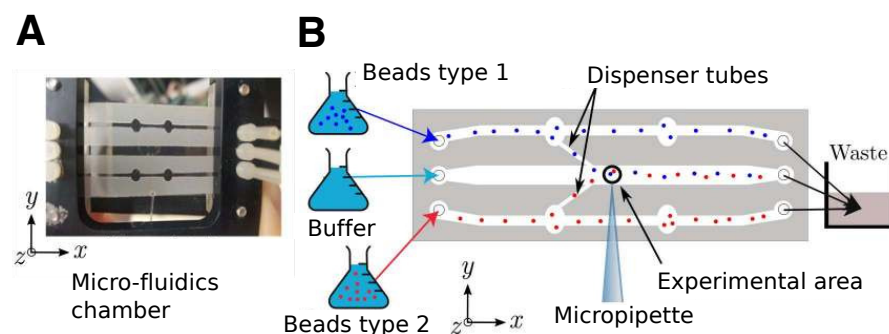 A
y
z
x
Micro-fluidics
chamber
B
Beads type 1
Dispenser tubes
Waste
Buffer
Experimental area
y
Micropipette
Beads type 2
z
x